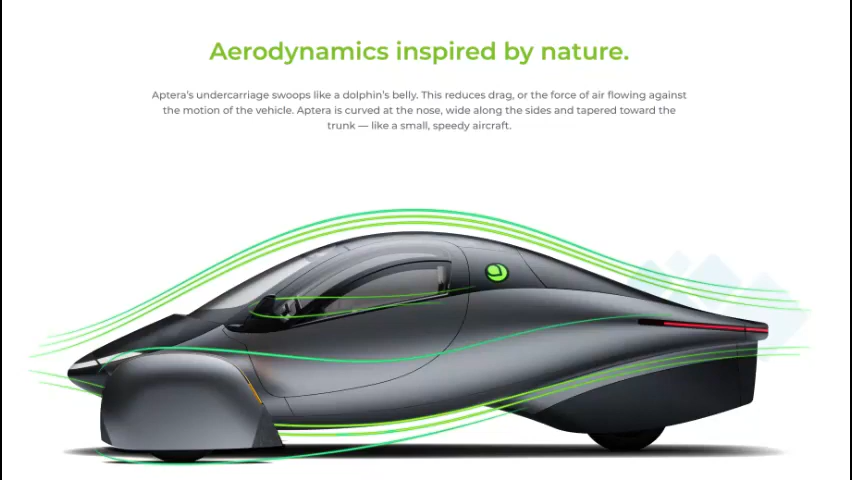 Aerodynamics inspired by nature.
Aptera's undercarriage swoops like a dolphin's belly. This reduces drag, or the force of air flowing against
the motion of the vehicle. Aptera is curved at the nose, wide along the sides and tapered toward the
trunk — like a small, speedy aircraft.